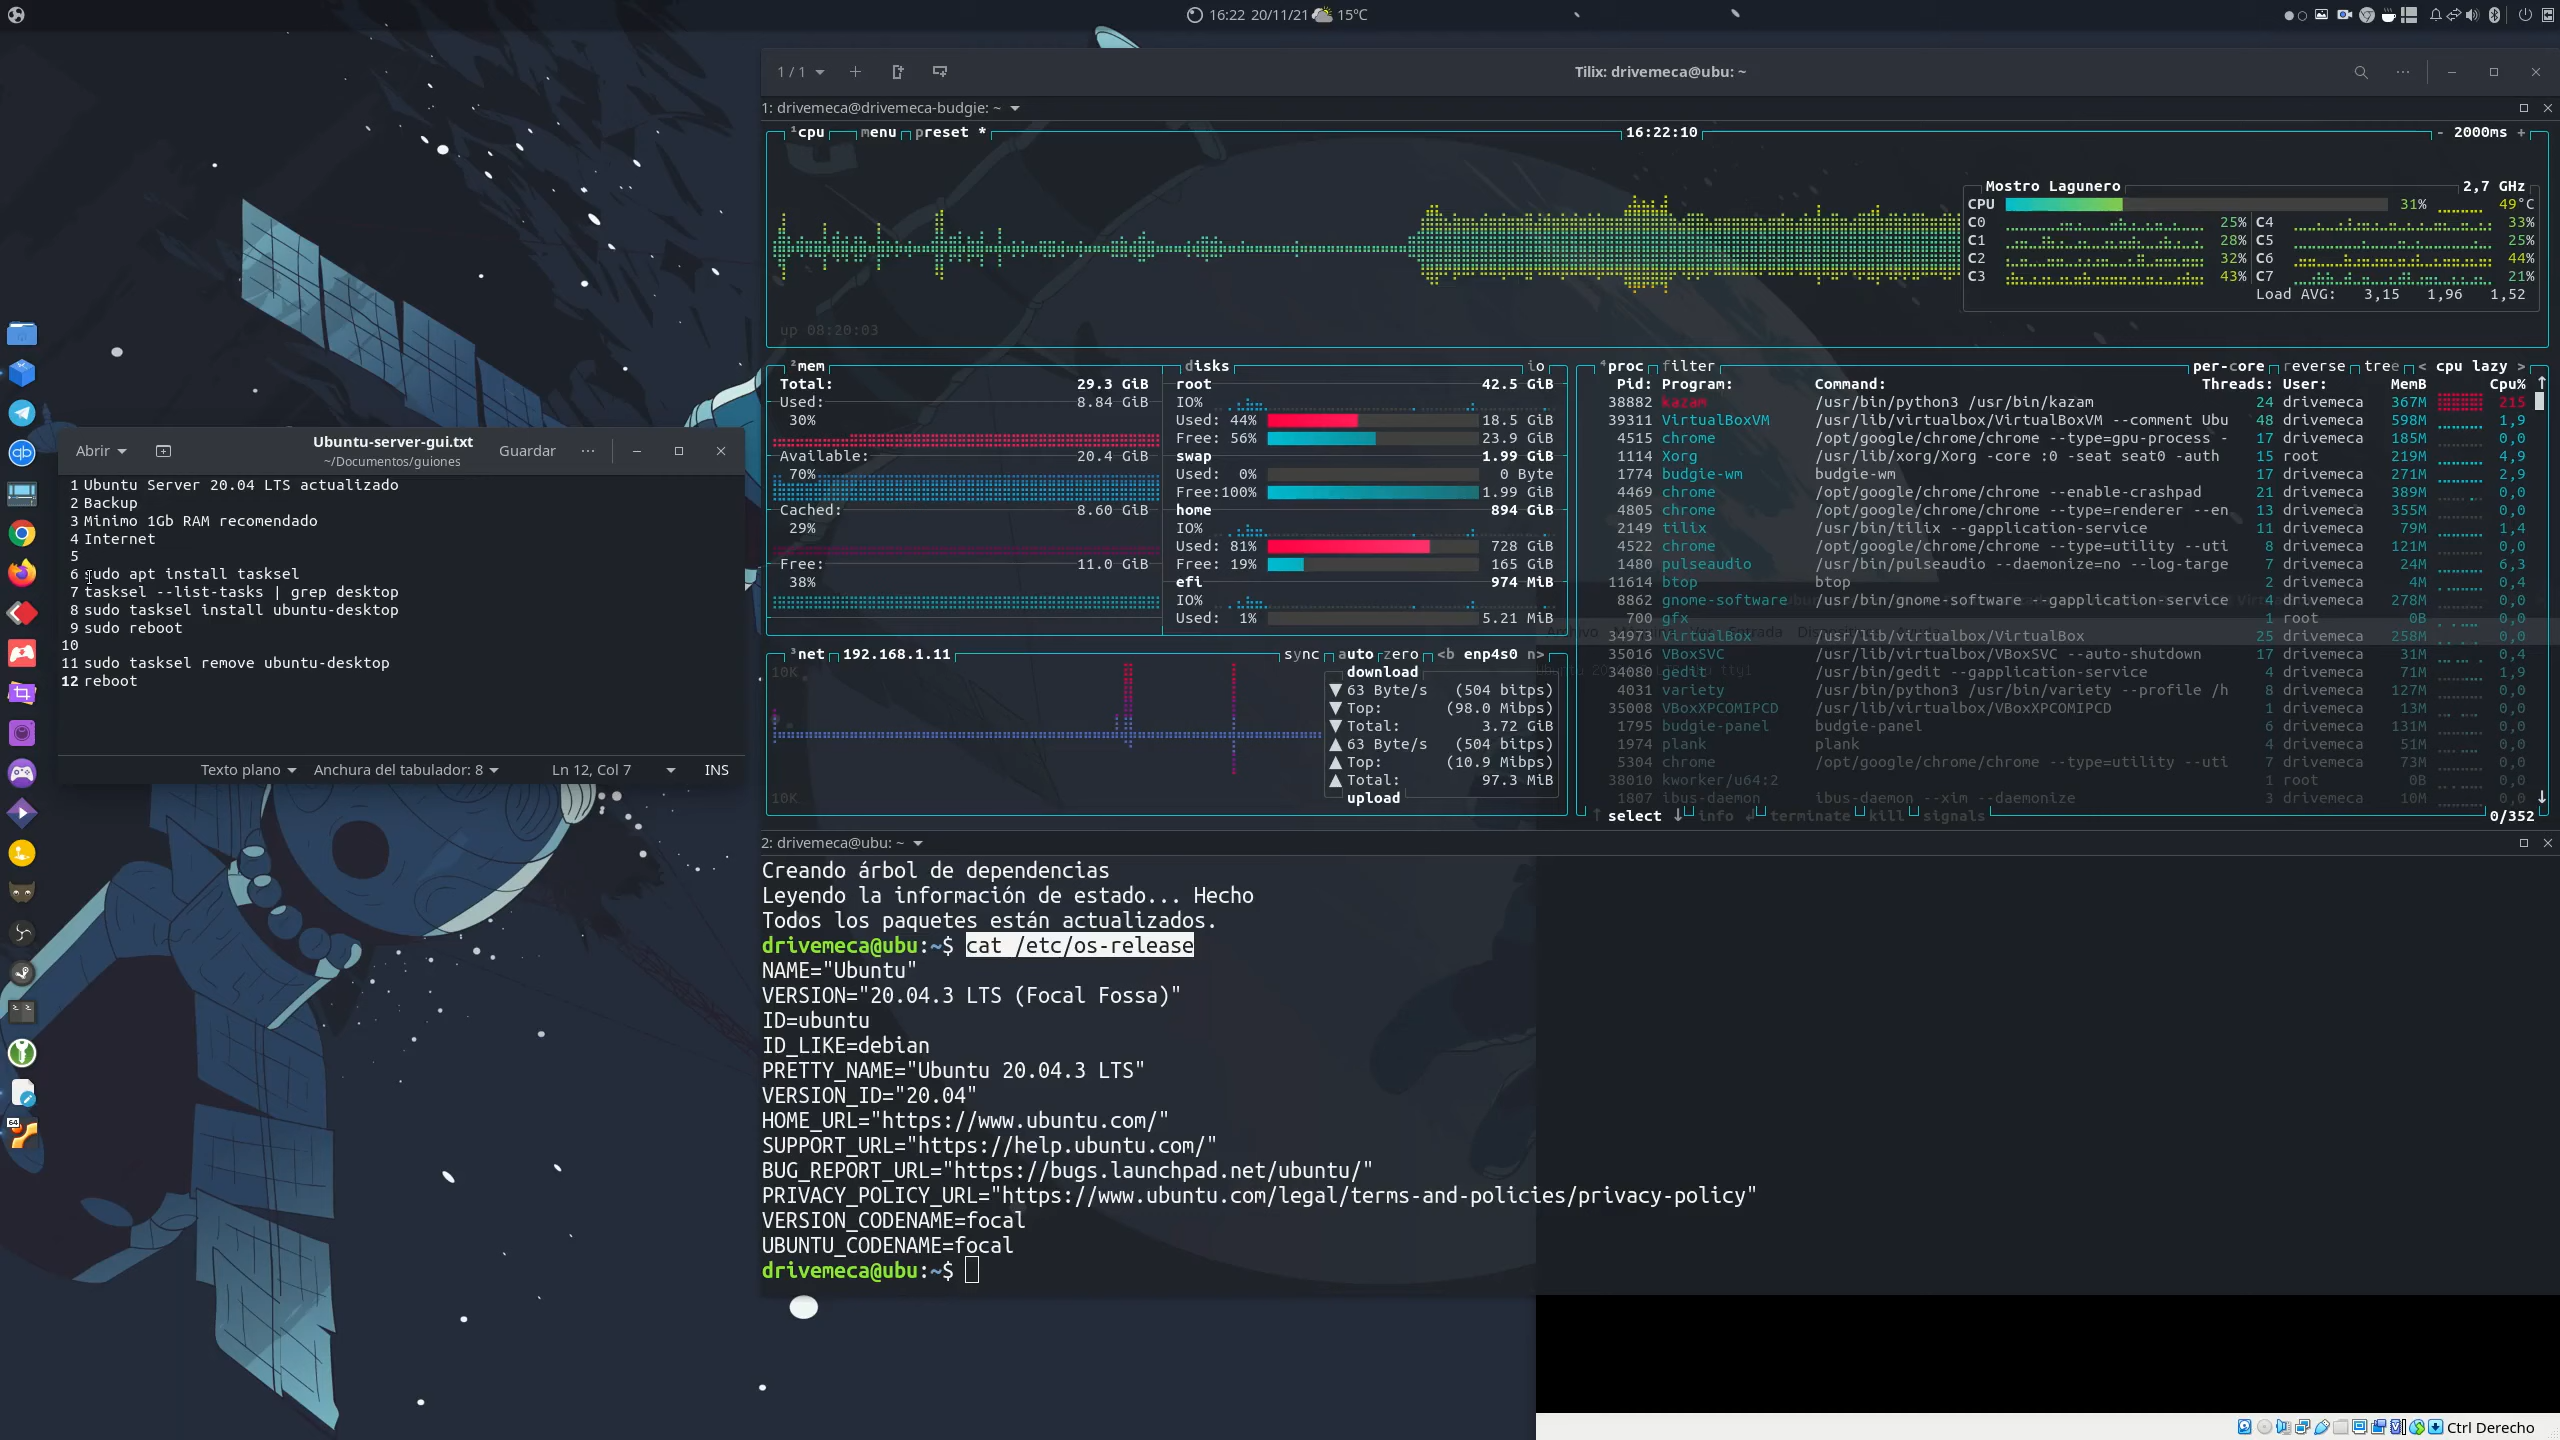 16:22 20/11/21 15°C
1 / 1
Tilix: drivemeca@ubu: ~
1: drivemeca@drivemeca-budgie: ~
¹cpu menu preset * 16:22:10 - 2000ms +
Mostro Lagunero 2,7 GHz
CPU 31% 49°C
C0 25% C4 33%
C1 28% C5 25%
C2 32% C6 44%
C3 43% C7 21%
Load AVG: 3,15 1,96 1,52
up 08:20:03
²mem
Total: 29.3 GiB
Used: 8.84 GiB
30%
Available: 20.4 GiB
70%
Cached: 8.60 GiB
29%
Free: 11.0 GiB
38%
disks io
root 42.5 GiB
IO%
Used: 44% 18.5 GiB
Free: 56% 23.9 GiB
swap 1.99 GiB
Used: 0% 0 Byte
Free:100% 1.99 GiB
home 894 GiB
IO%
Used: 81% 728 GiB
Free: 19% 165 GiB
efi 974 MiB
IO%
Used: 1% 5.21 MiB
³net 192.168.1.11 sync auto zero <b enp4s0 n>
10K
download
▼ 63 Byte/s (504 bitps)
▼ Top: (98.0 Mibps)
▼ Total: 3.72 GiB
▲ 63 Byte/s (504 bitps)
▲ Top: (10.9 Mibps)
▲ Total: 97.3 MiB
upload
10K
⁴proc filter per-core reverse tree < cpu lazy >
Pid: Program: Command: Threads: User: MemB Cpu% ↑
38882 kazam /usr/bin/python3 /usr/bin/kazam 24 drivemeca 367M 215
39311 VirtualBoxVM /usr/lib/virtualbox/VirtualBoxVM --comment Ubu 48 drivemeca 598M 1,9
4515 chrome /opt/google/chrome/chrome --type=gpu-process - 17 drivemeca 185M 0,0
1114 Xorg /usr/lib/xorg/Xorg -core :0 -seat seat0 -auth 15 root 219M 4,9
1774 budgie-wm budgie-wm 17 drivemeca 271M 2,9
4469 chrome /opt/google/chrome/chrome --enable-crashpad 21 drivemeca 389M 0,0
4805 chrome /opt/google/chrome/chrome --type=renderer --en 13 drivemeca 355M 0,0
2149 tilix /usr/bin/tilix --gapplication-service 11 drivemeca 79M 1,4
4522 chrome /opt/google/chrome/chrome --type=utility --uti 8 drivemeca 121M 0,0
1480 pulseaudio /usr/bin/pulseaudio --daemonize=no --log-targe 7 drivemeca 24M 6,3
11614 btop btop 2 drivemeca 4M 0,4
8862 gnome-software /usr/bin/gnome-software --gapplication-service 4 drivemeca 278M 0,0
700 gfx 1 root 0B 0,0
34973 VirtualBox /usr/lib/virtualbox/VirtualBox 25 drivemeca 258M 0,0
35016 VBoxSVC /usr/lib/virtualbox/VBoxSVC --auto-shutdown 17 drivemeca 31M 0,4
34080 gedit /usr/bin/gedit --gapplication-service 4 drivemeca 71M 1,9
4031 variety /usr/bin/python3 /usr/bin/variety --profile /h 8 drivemeca 127M 0,0
35008 VBoxXPCOMIPCD /usr/lib/virtualbox/VBoxXPCOMIPCD 1 drivemeca 13M 0,0
1795 budgie-panel budgie-panel 6 drivemeca 131M 0,0
1974 plank plank 4 drivemeca 51M 0,0
5304 chrome /opt/google/chrome/chrome --type=utility --uti 7 drivemeca 73M 0,0
38010 kworker/u64:2 1 root 0B 0,0
1807 ibus-daemon ibus-daemon --xim --daemonize 3 drivemeca 10M 0,0 ↓
↑ select ↓ info ↲ terminate kill signals 0/352
Abrir Ubuntu-server-gui.txt Guardar
~/Documentos/guiones
1 Ubuntu Server 20.04 LTS actualizado
2 Backup
3 Minimo 1Gb RAM recomendado
4 Internet
5
6 sudo apt install tasksel
7 tasksel --list-tasks | grep desktop
8 sudo tasksel install ubuntu-desktop
9 sudo reboot
10
11 sudo tasksel remove ubuntu-desktop
12 reboot
Texto plano Anchura del tabulador: 8 Ln 12, Col 7 INS
2: drivemeca@ubu: ~
Creando árbol de dependencias
Leyendo la información de estado... Hecho
Todos los paquetes están actualizados.
drivemeca@ubu:~$ cat /etc/os-release
NAME="Ubuntu"
VERSION="20.04.3 LTS (Focal Fossa)"
ID=ubuntu
ID_LIKE=debian
PRETTY_NAME="Ubuntu 20.04.3 LTS"
VERSION_ID="20.04"
HOME_URL="https://www.ubuntu.com/"
SUPPORT_URL="https://help.ubuntu.com/"
BUG_REPORT_URL="https://bugs.launchpad.net/ubuntu/"
PRIVACY_POLICY_URL="https://www.ubuntu.com/legal/terms-and-policies/privacy-policy"
VERSION_CODENAME=focal
UBUNTU_CODENAME=focal
drivemeca@ubu:~$
64
Ctrl Derecho